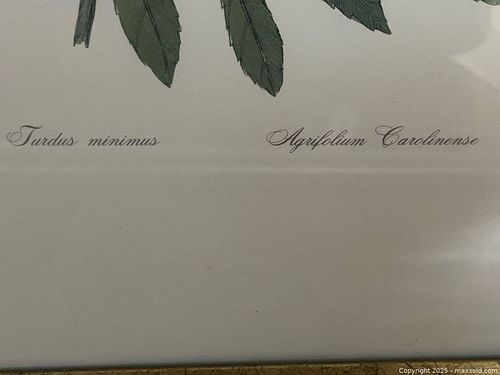 Turdus minimus
Agrifolium Carolinense
Copyright 2025 - maxsold.com